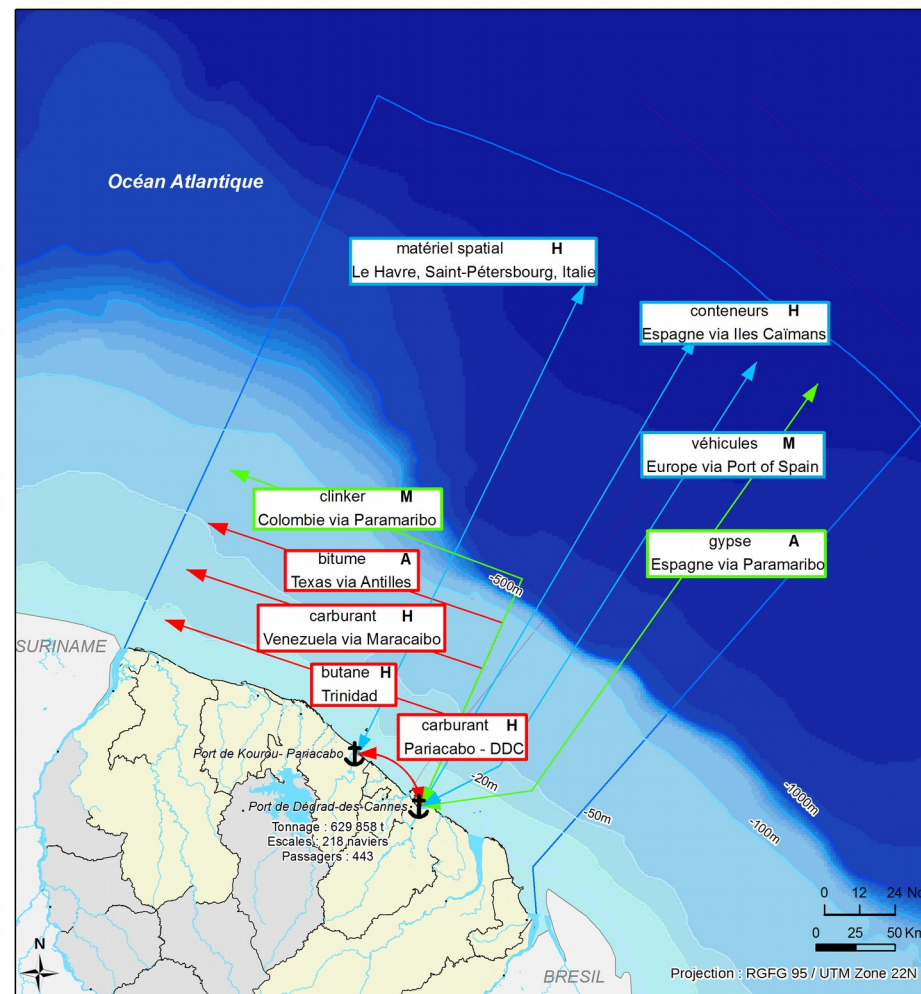 Océan Atlantique
matériel spatial H
Le Havre, Saint-Pétersbourg, Italie
conteneurs H
Espagne via Iles Caïmans
véhicules M
Europe via Port of Spain
clinker M
Colombie via Paramaribo
gypse A
Espagne via Paramaribo
bitume A
Texas via Antilles
-500m
carburant H
Venezuela via Maracaibo
SURINAME
butane H
Trinidad
carburant H
Pariacabo - DDC
Port de Kourou- Pariacabo
-20m
-1000m
-50m
-100m
Port de Dégrad-des-Cannes
Tonnage : 629 858 t
Escales : 218 naviers
Passagers : 443
0 12 24 No
0 25 50 Km
N
BRESIL
Projection : RGFG 95 / UTM Zone 22N